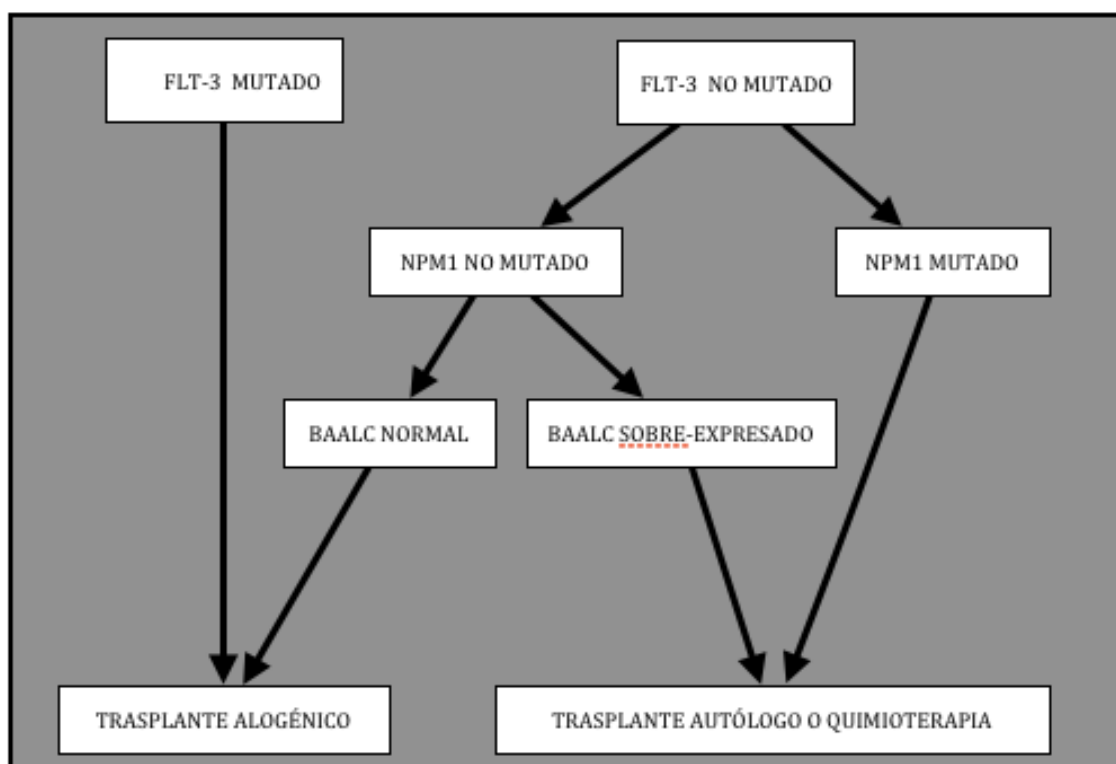 FLT-3 MUTADO
FLT-3 NO MUTADO
NPM1 NO MUTADO
NPM1 MUTADO
BAALC NORMAL
BAALC SOBRE-EXPRESADO
TRASPLANTE ALOGÉNICO
TRASPLANTE AUTÓLOGO O QUIMIOTERAPIA